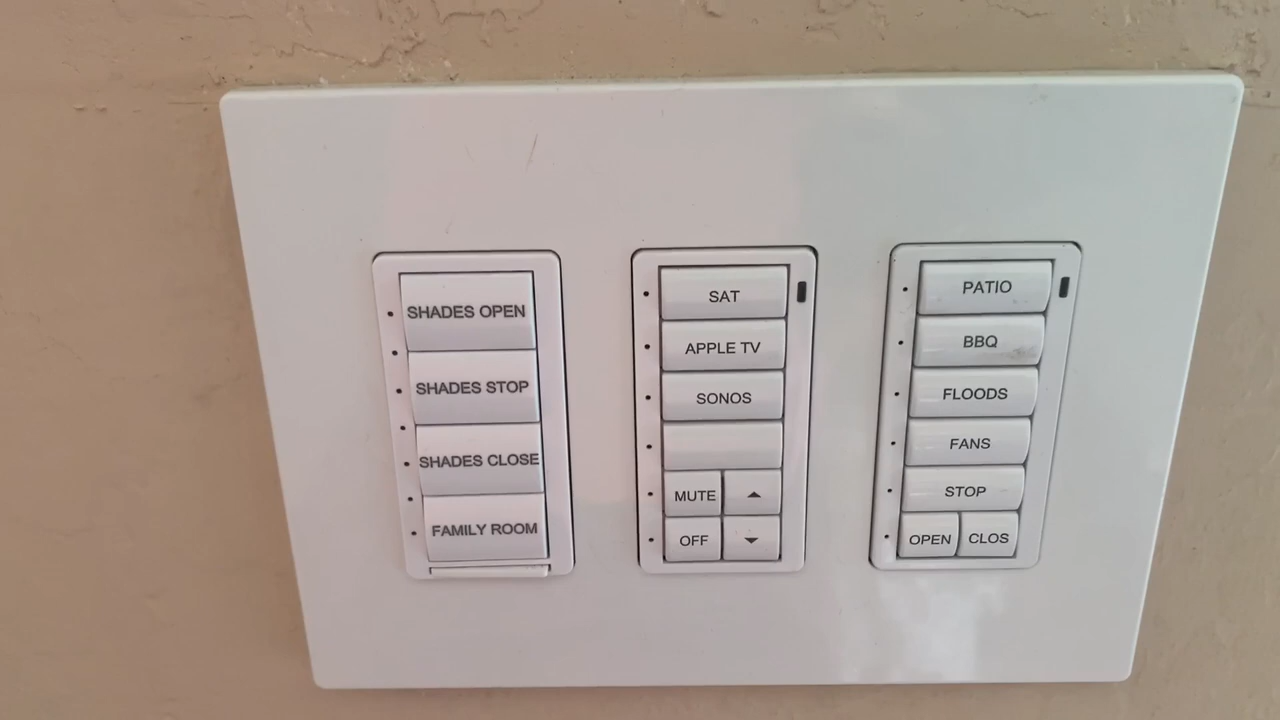 SHADES OPEN
SHADES STOP
SHADES CLOSE
FAMILY ROOM
SAT
APPLE TV
SONOS
MUTE
OFF
PATIO
BBQ
FLOODS
FANS
STOP
OPEN CLOS